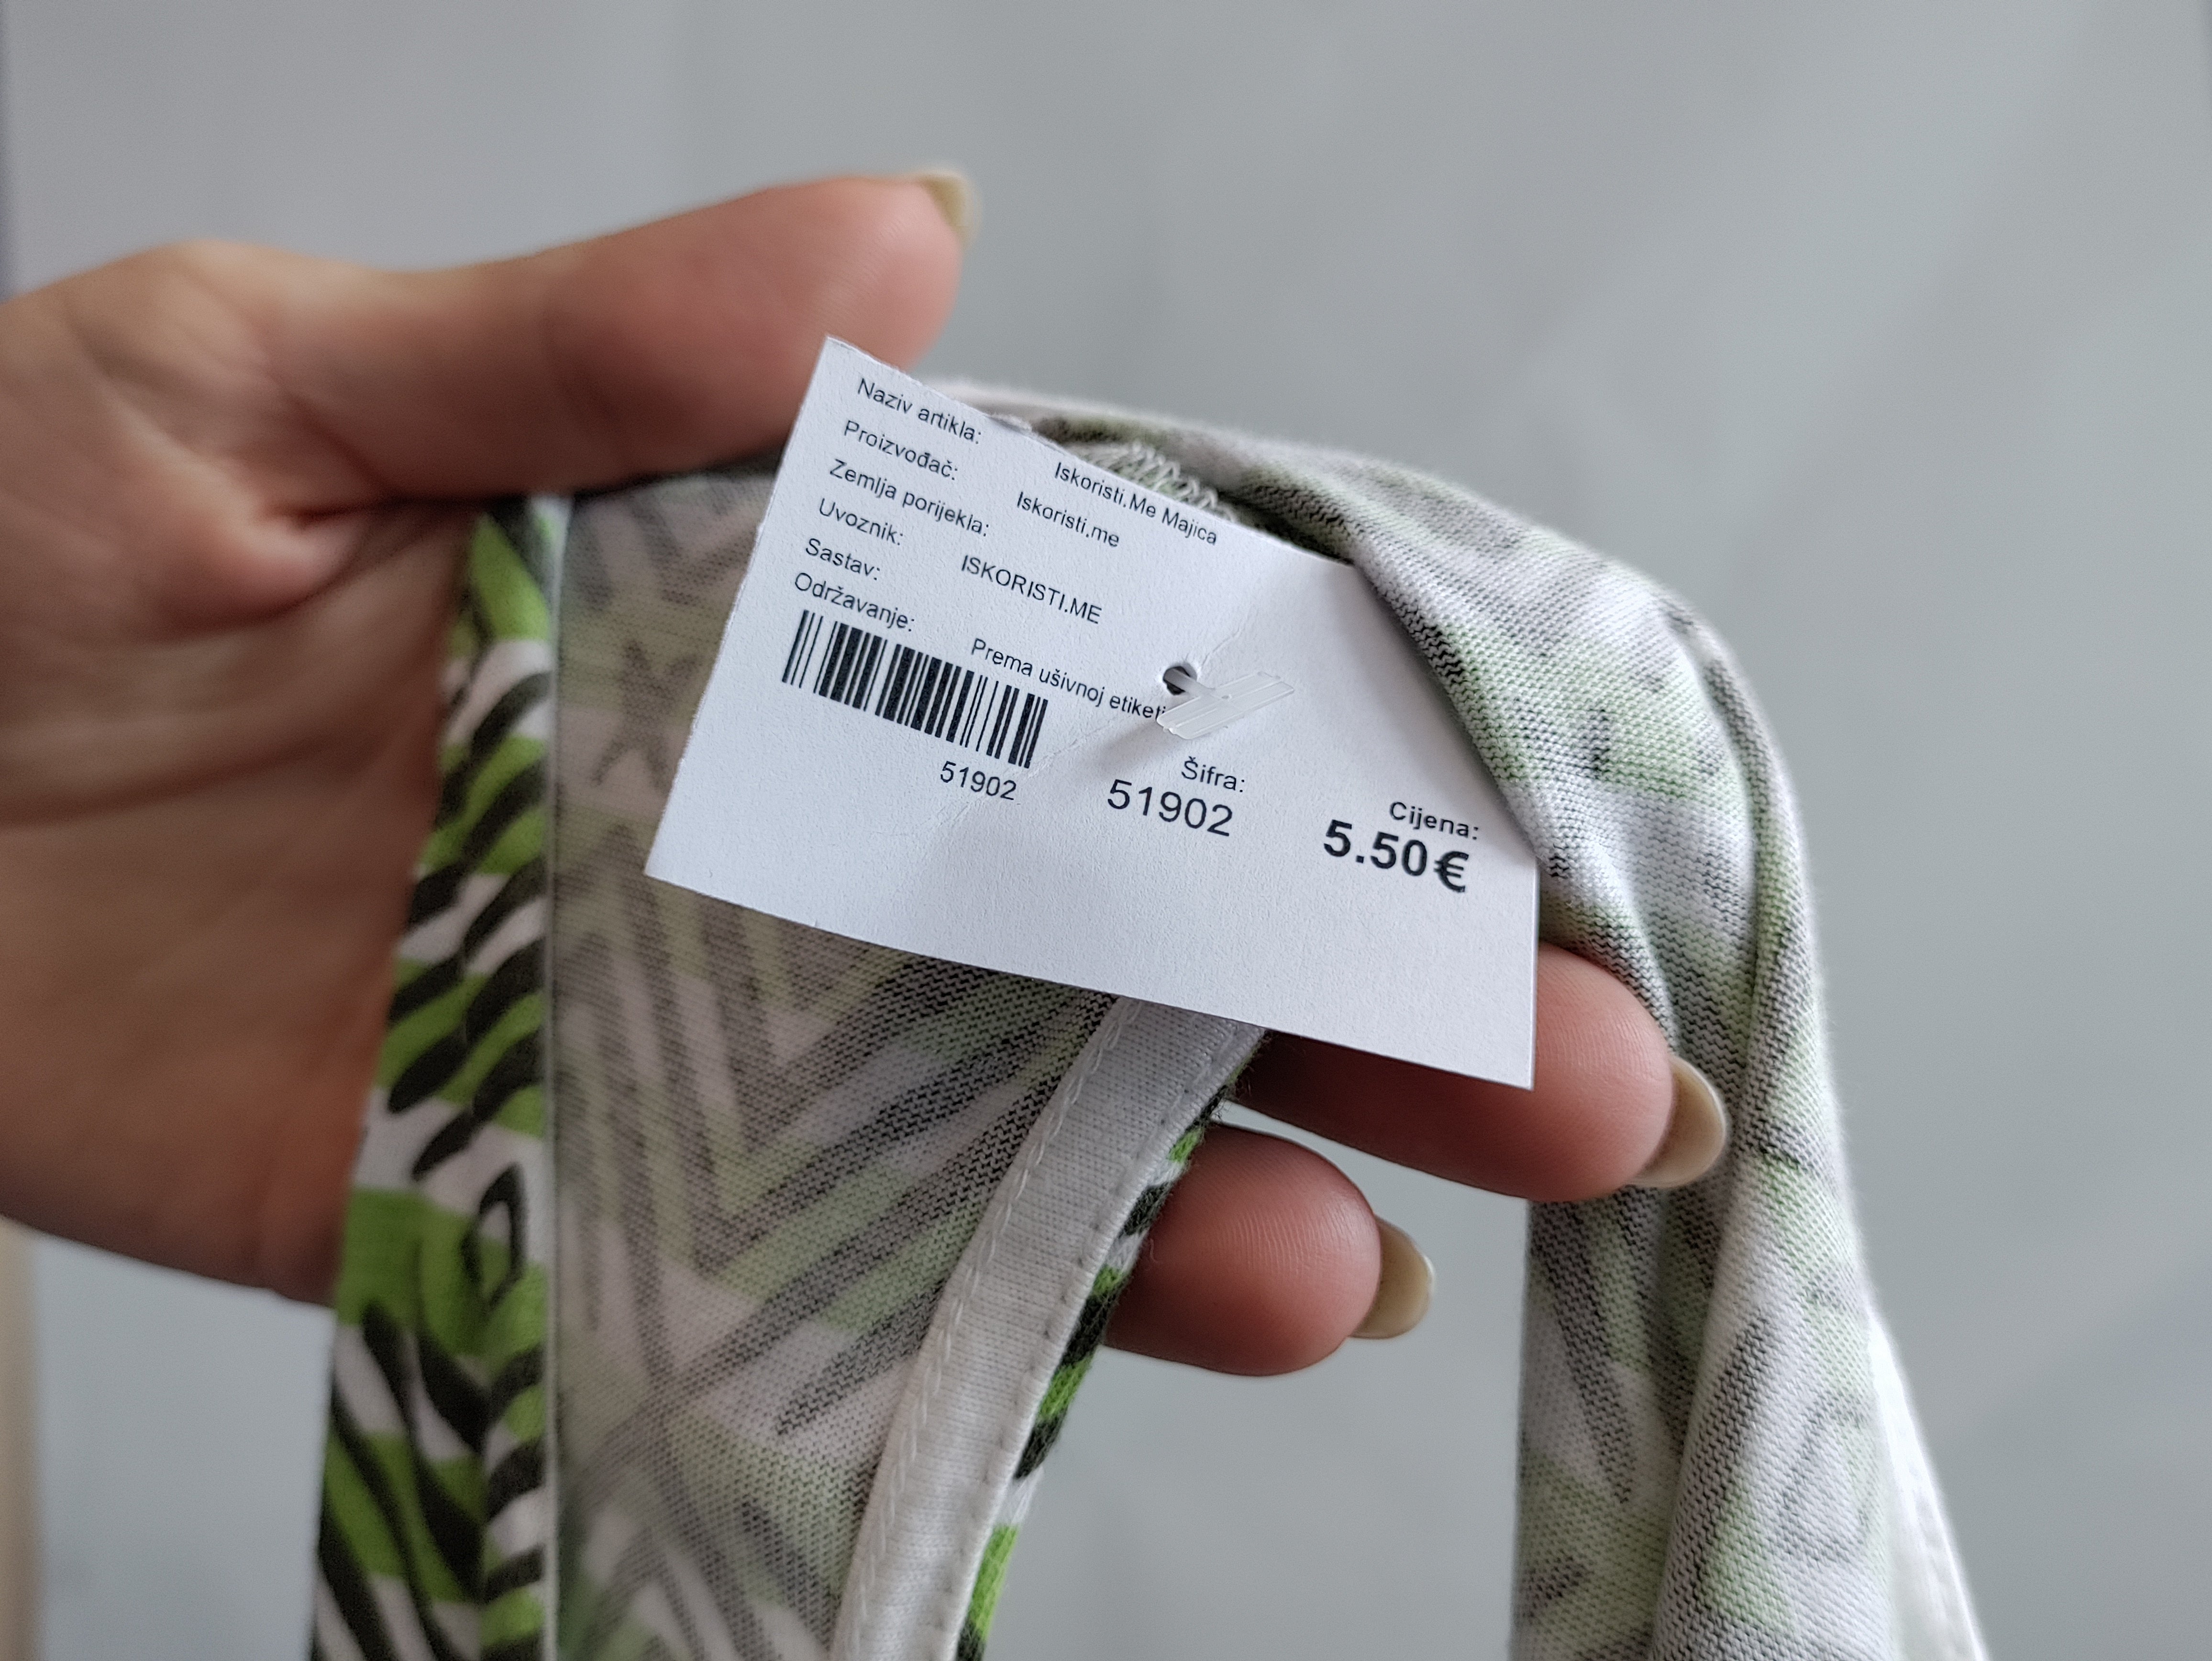 Naziv artikla: Iskoristi.Me Majica
Proizvođač: Iskoristi.me
Zemlja porijekla:
Uvoznik: ISKORISTI.ME
Sastav:
Održavanje: Prema ušivnoj etiketi
51902
Šifra:
51902
Cijena:
5.50€